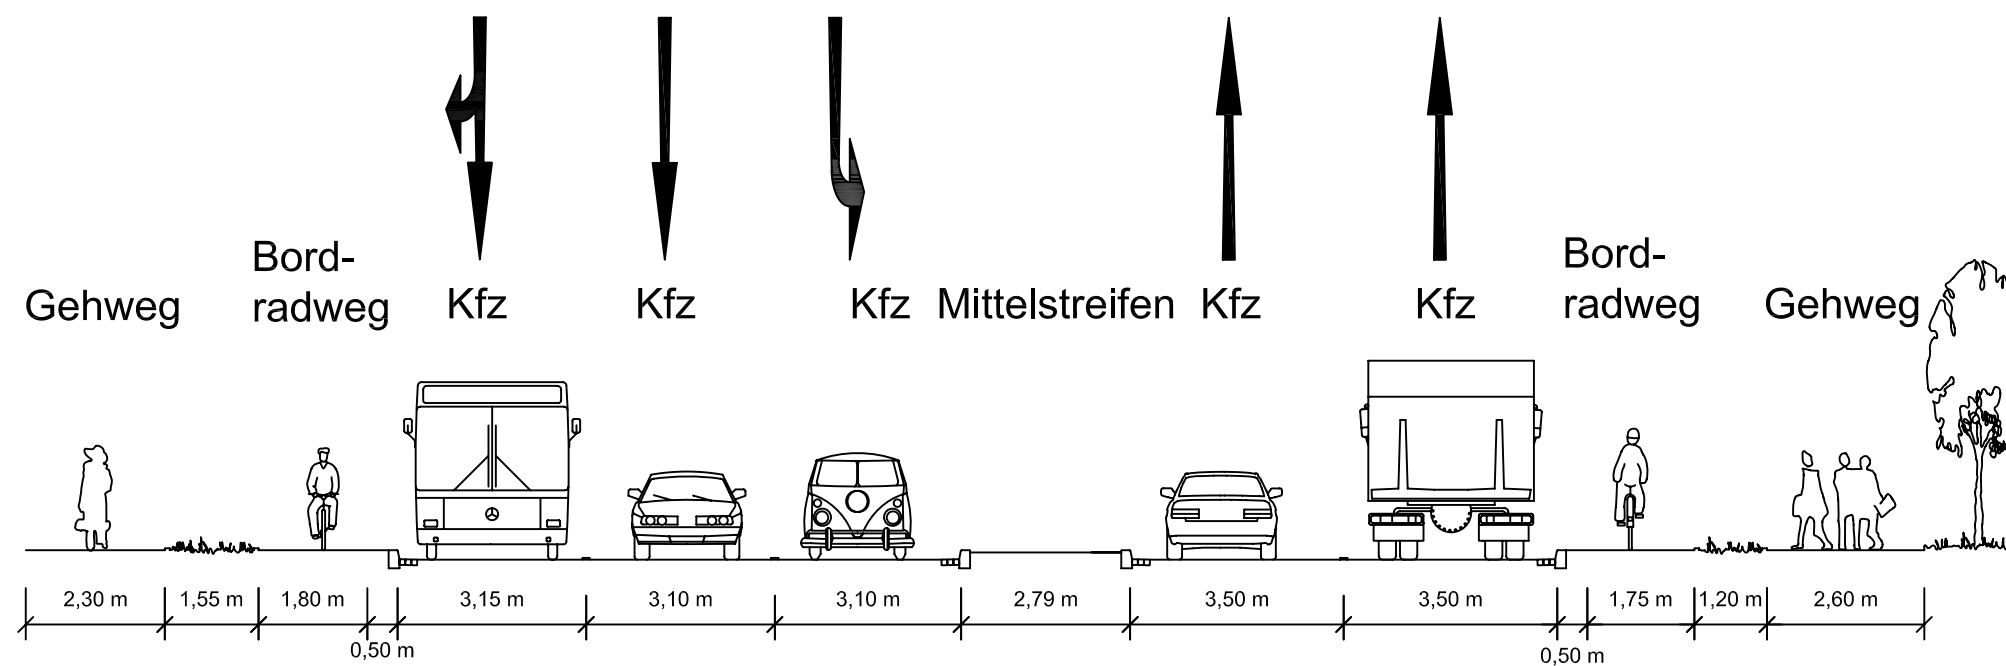 Bord-
Bord-
Gehweg
radweg
Kfz
Kfz
Kfz
Mittelstreifen
Kfz
Kfz
radweg
Gehweg
2,30 m
1,55 m
1,80 m
3,15 m
3,10 m
3,10 m
2,79 m
3,50 m
3,50 m
1,75 m
1,20 m
2,60 m
0,50 m
0,50 m